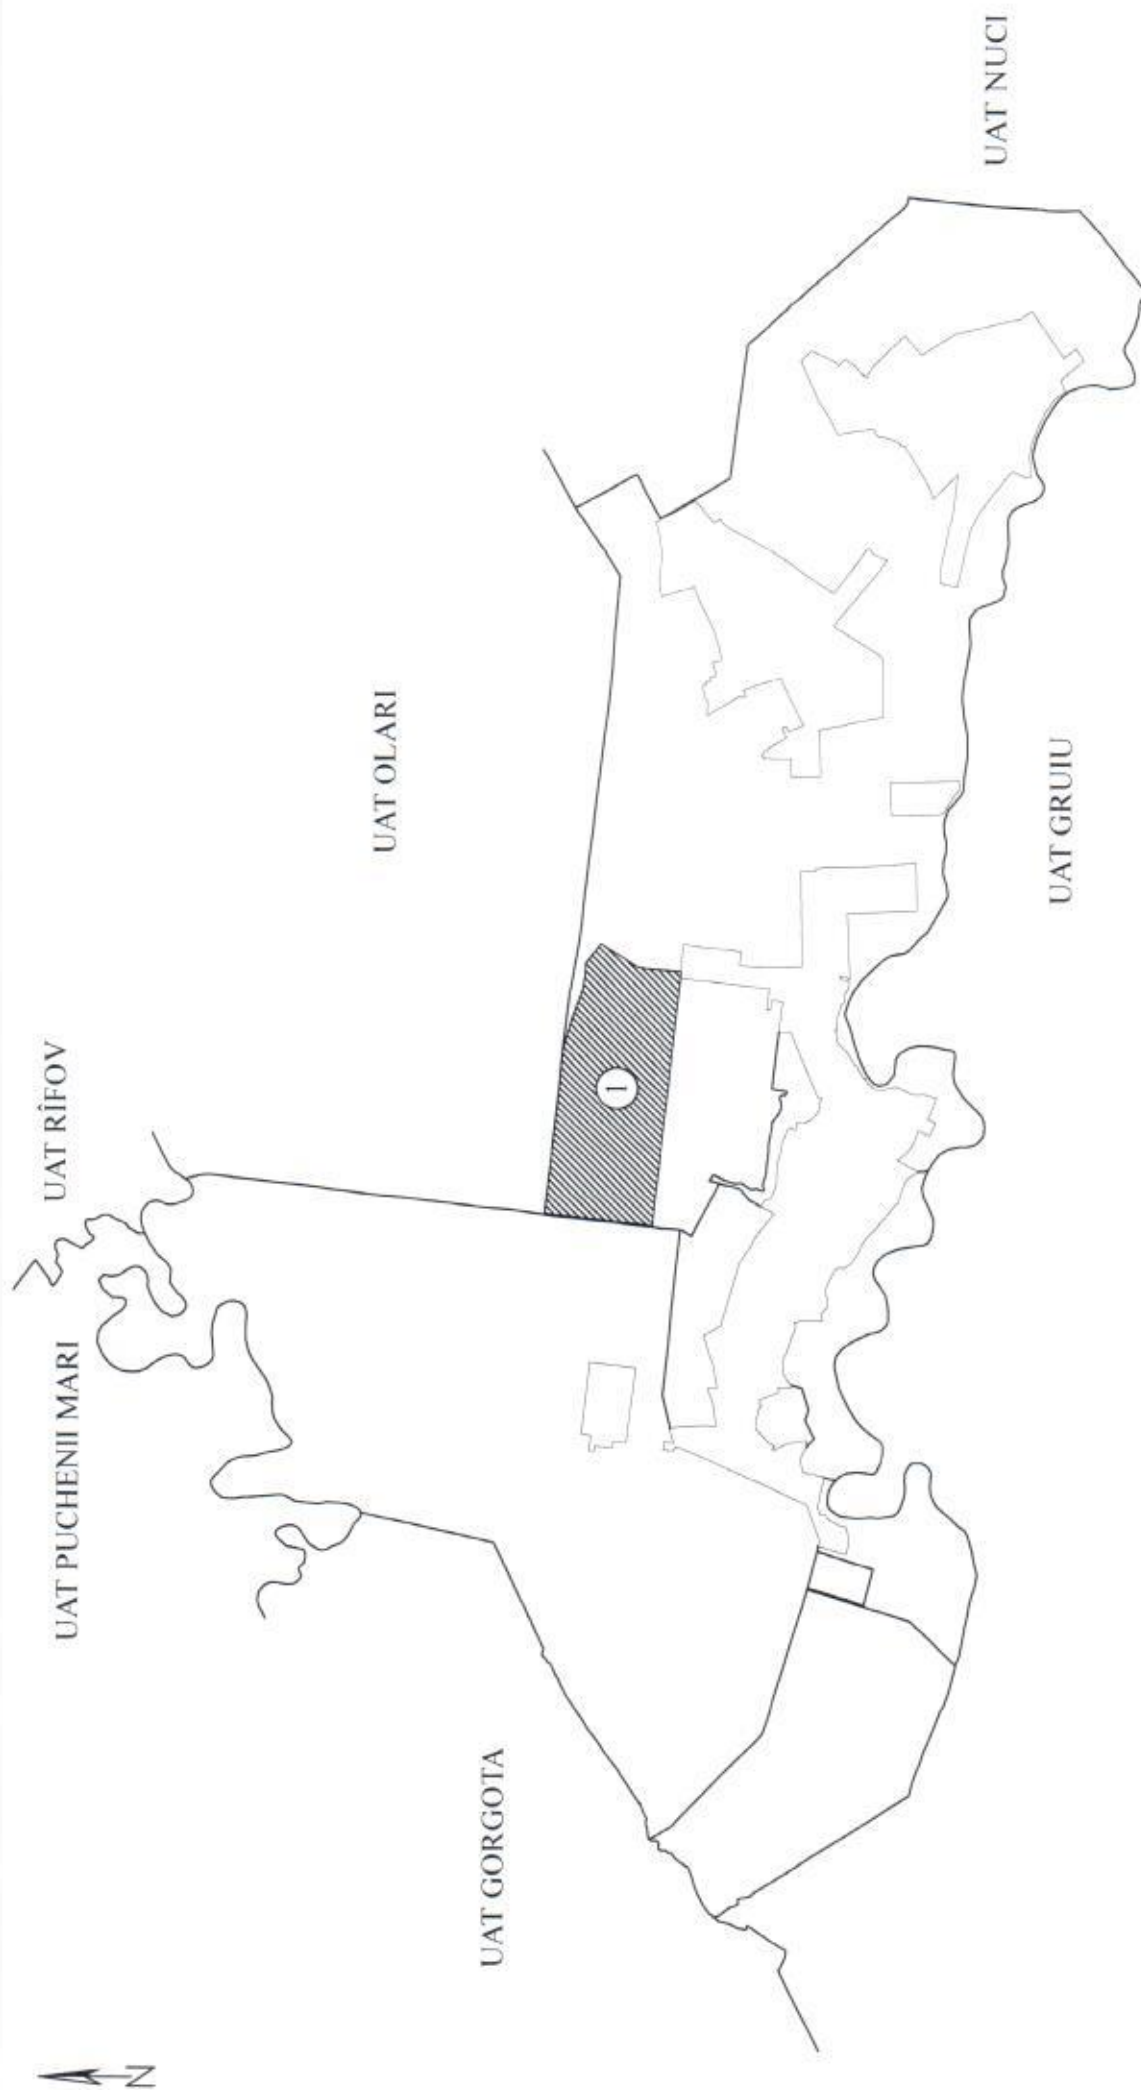 UAT PUCHENII MARI
UAT RÎFOV
UAT OLARI
UAT GORGOTA
1
UAT NUCI
UAT GRUIU
N